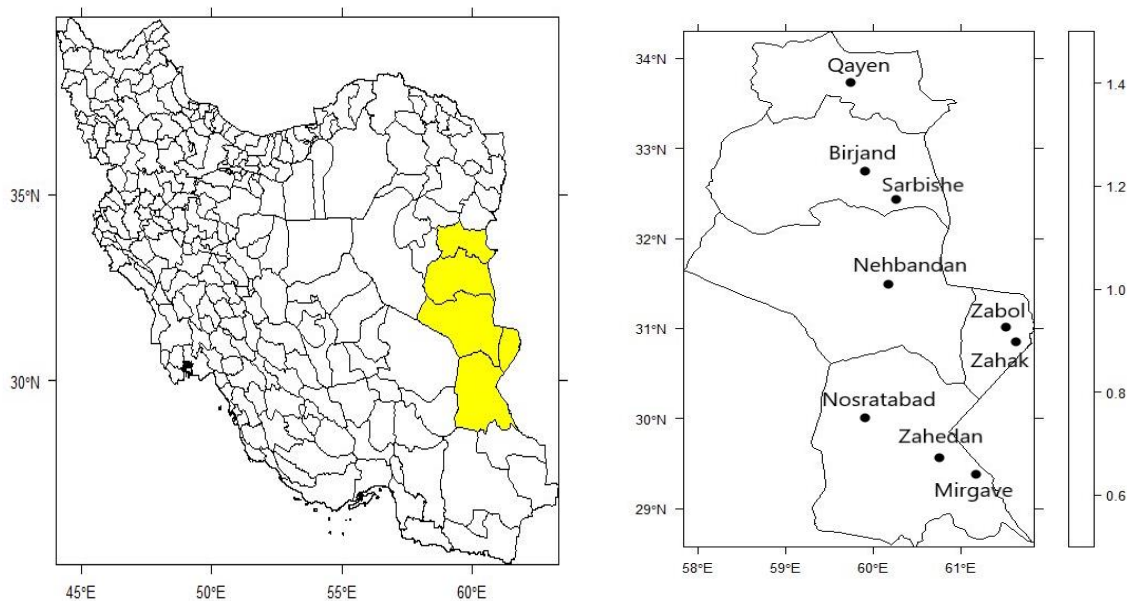 35°N
30°N
45°E
50°E
55°E
60°E
34°N
33°N
32°N
31°N
30°N
29°N
58°E
59°E
60°E
61°E
Qayen
Birjand
Sarbishe
Nehbandan
Zabol
Zahak
Nosratabad
Zahedan
Mirgave
1.4
1.2
1.0
0.8
0.6